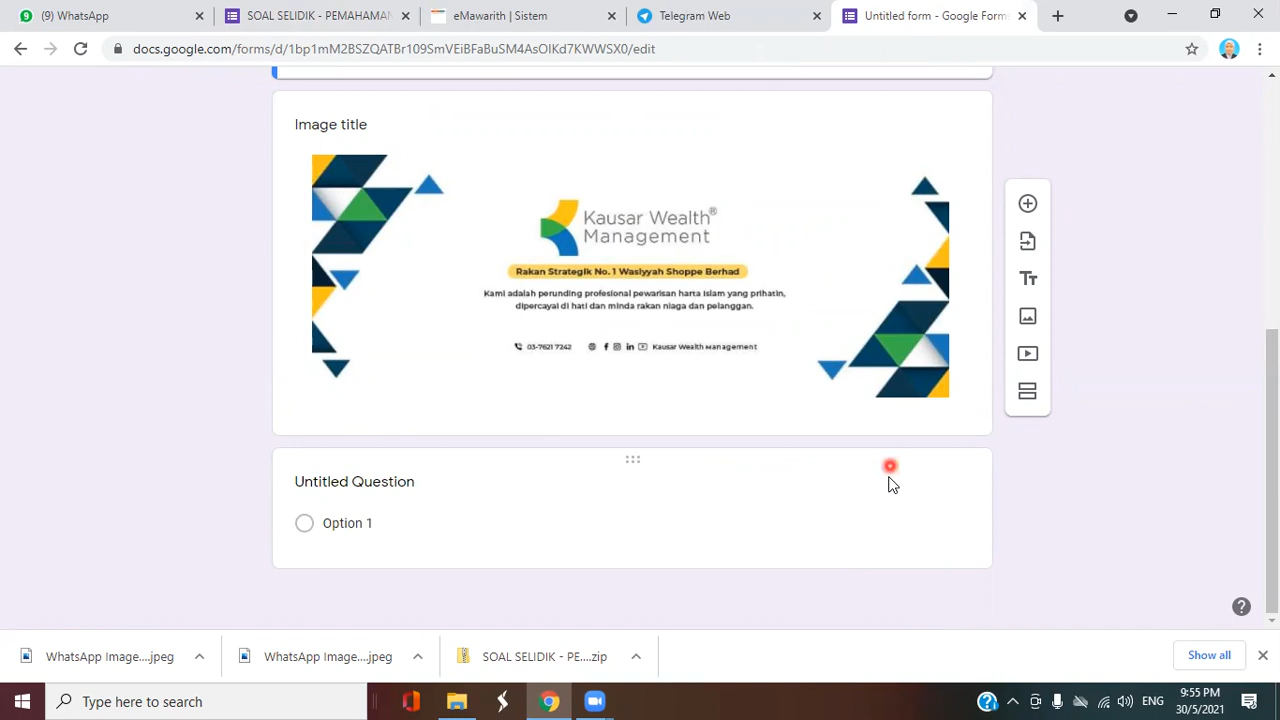 (9) WhatsApp
SOAL SELIDIK - PEMAHAMAN
eMawarith | Sistem
Telegram Web
Untitled form - Google Forms
docs.google.com/forms/d/1bp1mM2BSZQATBr109SmVEiBFaBuSM4AsOIKd7KWWSX0/edit
Image title
Kausar Wealth®
Management
Rakan Strategik No. 1 Wasiyyah Shoppe Berhad
Kami adalah perunding profesional pewarisan harta Islam yang prihatin,
dipercayai di hati dan minda rakan niaga dan pelanggan.
03-7621 7242 Kausar Wealth Management
Untitled Question
Option 1
WhatsApp Image....jpeg
WhatsApp Image....jpeg
SOAL SELIDIK - PE....zip
Show all
Type here to search
ENG
9:55 PM
30/5/2021